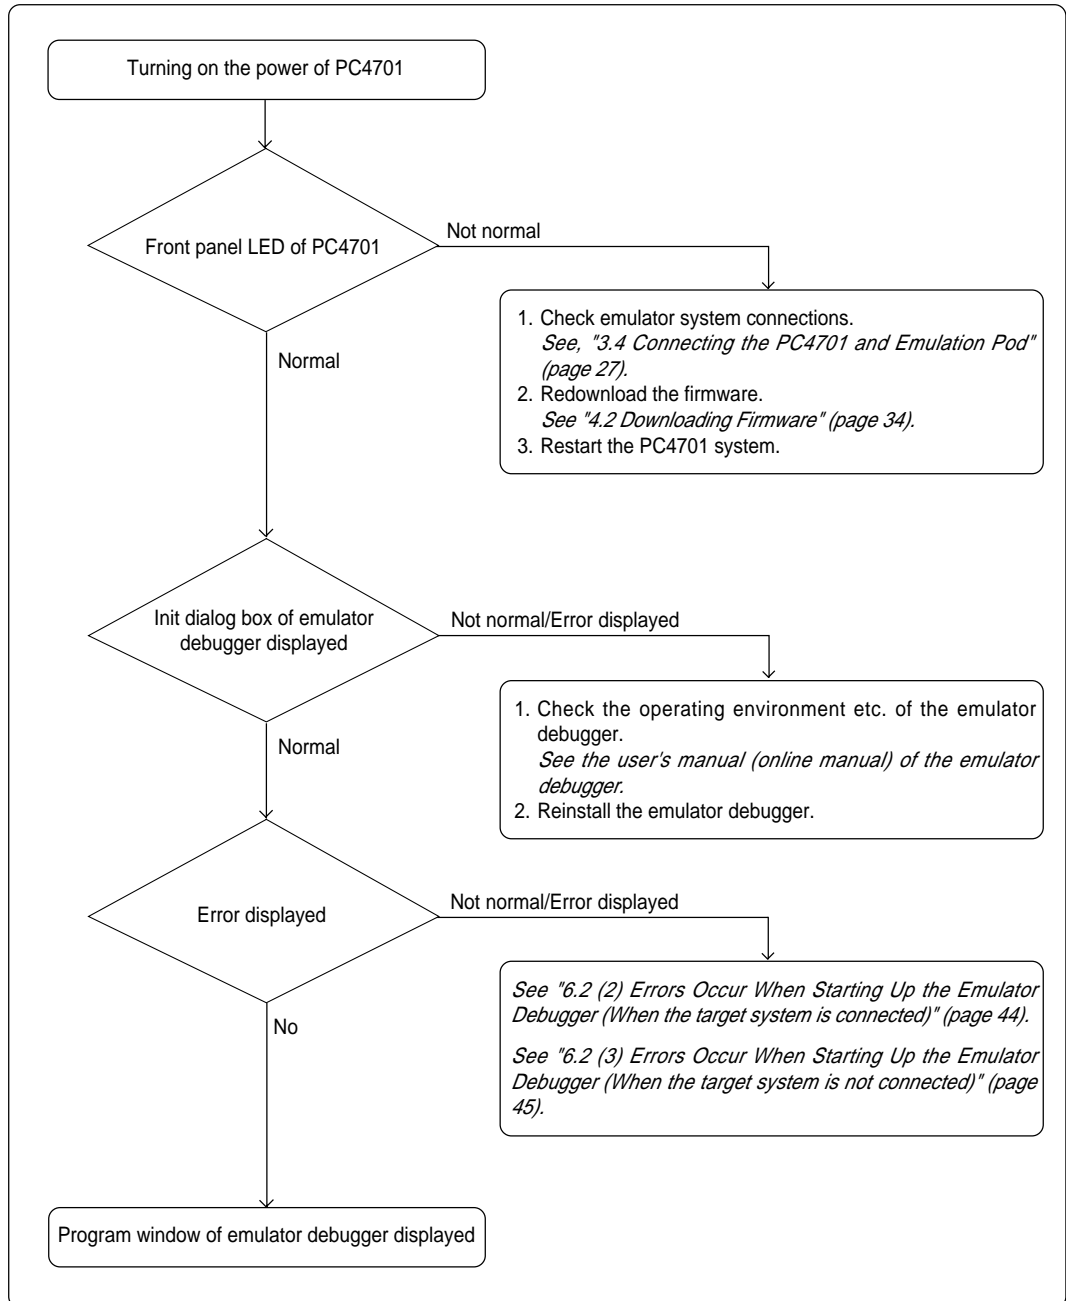 Turning on the power of PC4701
Front panel LED of PC4701
Not normal
1. Check emulator system connections.
See, "3.4 Connecting the PC4701 and Emulation Pod"
(page 27).
2. Redownload the firmware.
See "4.2 Downloading Firmware" (page 34).
3. Restart the PC4701 system.
Normal
Init dialog box of emulator
debugger displayed
Not normal/Error displayed
1. Check the operating environment etc. of the emulator
debugger.
See the user's manual (online manual) of the emulator
debugger.
2. Reinstall the emulator debugger.
Normal
Error displayed
Not normal/Error displayed
See "6.2 (2) Errors Occur When Starting Up the Emulator
Debugger (When the target system is connected)" (page 44).
See "6.2 (3) Errors Occur When Starting Up the Emulator
Debugger (When the target system is not connected)" (page
45).
No
Program window of emulator debugger displayed